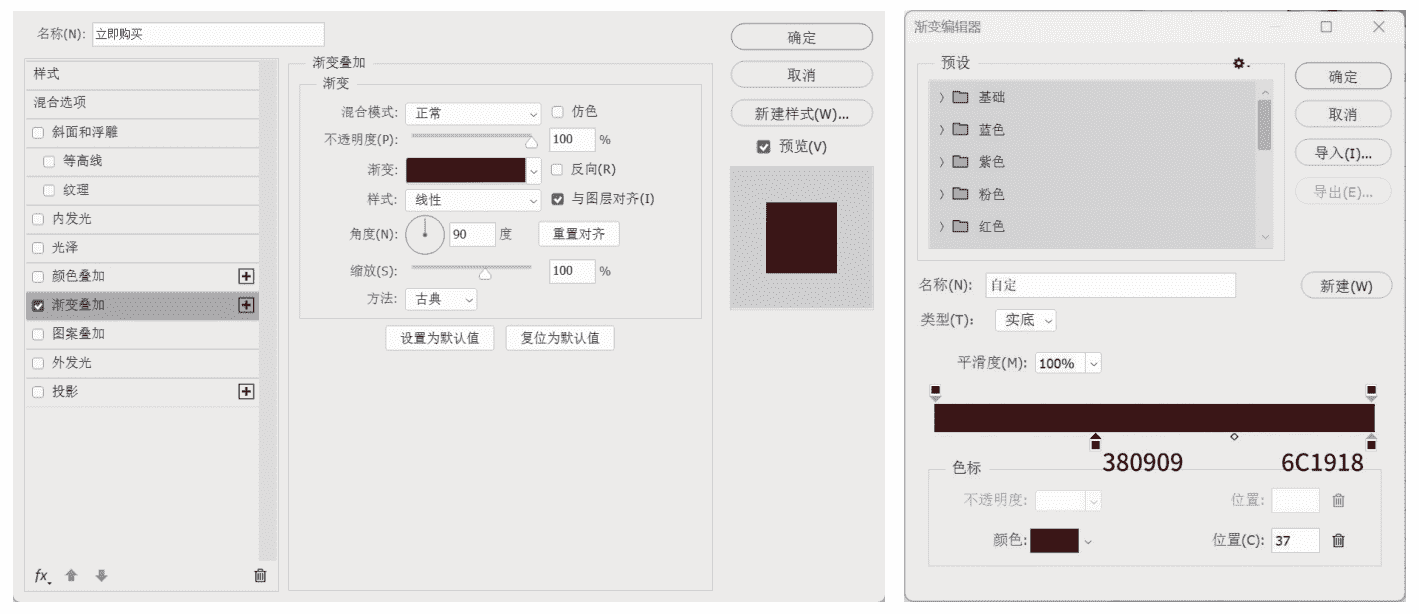 名称(N): 立即购买
样式
混合选项
斜面和浮雕
等高线
纹理
内发光
光泽
颜色叠加
渐变叠加
图案叠加
外发光
投影
fx
渐变叠加
渐变
混合模式: 正常 仿色
不透明度(P): 100 %
渐变: 反向(R)
样式: 线性 与图层对齐(I)
角度(N): 90 度 重置对齐
缩放(S): 100 %
方法: 古典
设置为默认值 复位为默认值
确定
取消
新建样式(W)...
预览(V)
渐变编辑器
预设
基础
蓝色
紫色
粉色
红色
确定
取消
导入(I)...
导出(E)...
名称(N): 自定 新建(W)
类型(T): 实底
平滑度(M): 100%
380909 6C1918
色标
不透明度: 位置:
颜色: 位置(C): 37